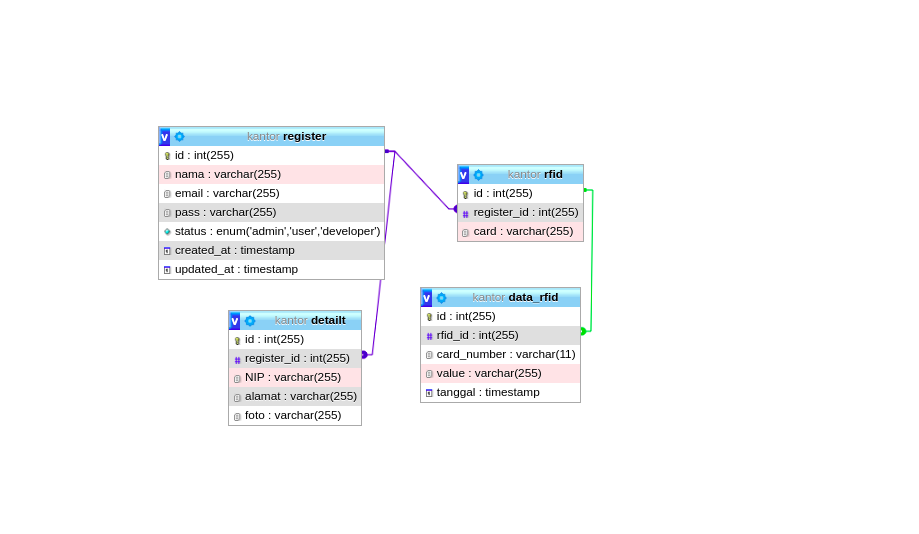 v kantor register
id : int(255)
nama : varchar(255)
email : varchar(255)
pass : varchar(255)
status : enum('admin','user','developer')
created_at : timestamp
updated_at : timestamp
v kantor rfid
id : int(255)
# register_id : int(255)
card : varchar(255)
v kantor detailt
id : int(255)
# register_id : int(255)
NIP : varchar(255)
alamat : varchar(255)
foto : varchar(255)
v kantor data_rfid
id : int(255)
# rfid_id : int(255)
card_number : varchar(11)
value : varchar(255)
tanggal : timestamp